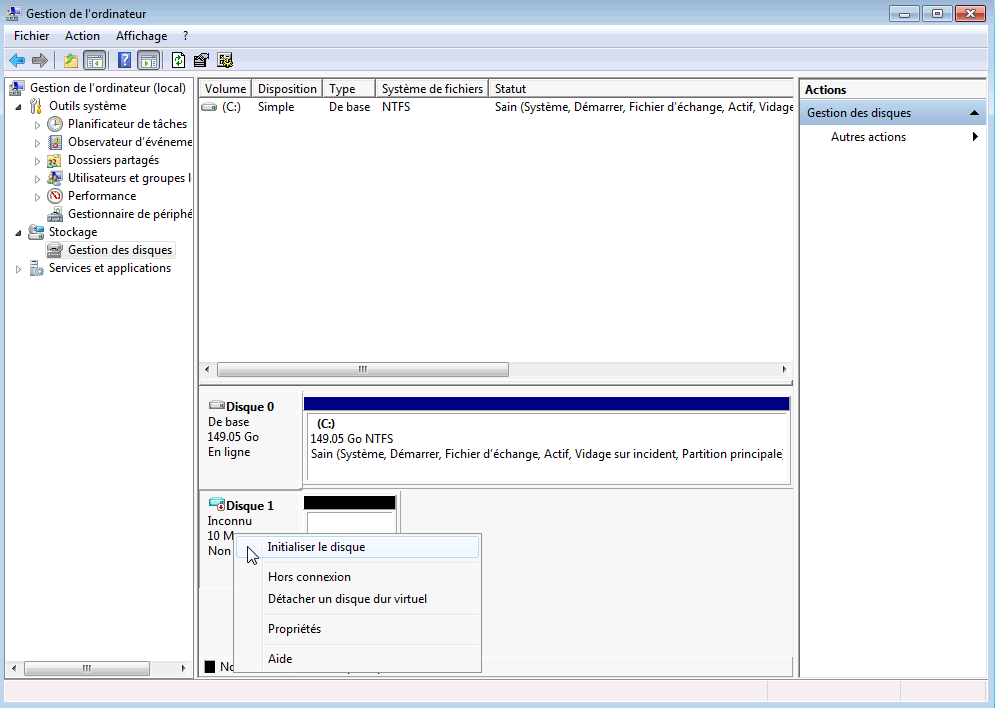 Gestion de l'ordinateur
Fichier Action Affichage ?
Gestion de l'ordinateur (local)
Outils système
Planificateur de tâches
Observateur d'événeme
Dossiers partagés
Utilisateurs et groupes l
Performance
Gestionnaire de périphé
Stockage
Gestion des disques
Services et applications
Volume Disposition Type Système de fichiers Statut
(C:) Simple De base NTFS Sain (Système, Démarrer, Fichier d'échange, Actif, Vidage
Disque 0
De base
149.05 Go
En ligne
(C:)
149.05 Go NTFS
Sain (Système, Démarrer, Fichier d'échange, Actif, Vidage sur incident, Partition principale
Disque 1
Inconnu
10 M
Non
Initialiser le disque
Hors connexion
Détacher un disque dur virtuel
Propriétés
Aide
Actions
Gestion des disques
Autres actions